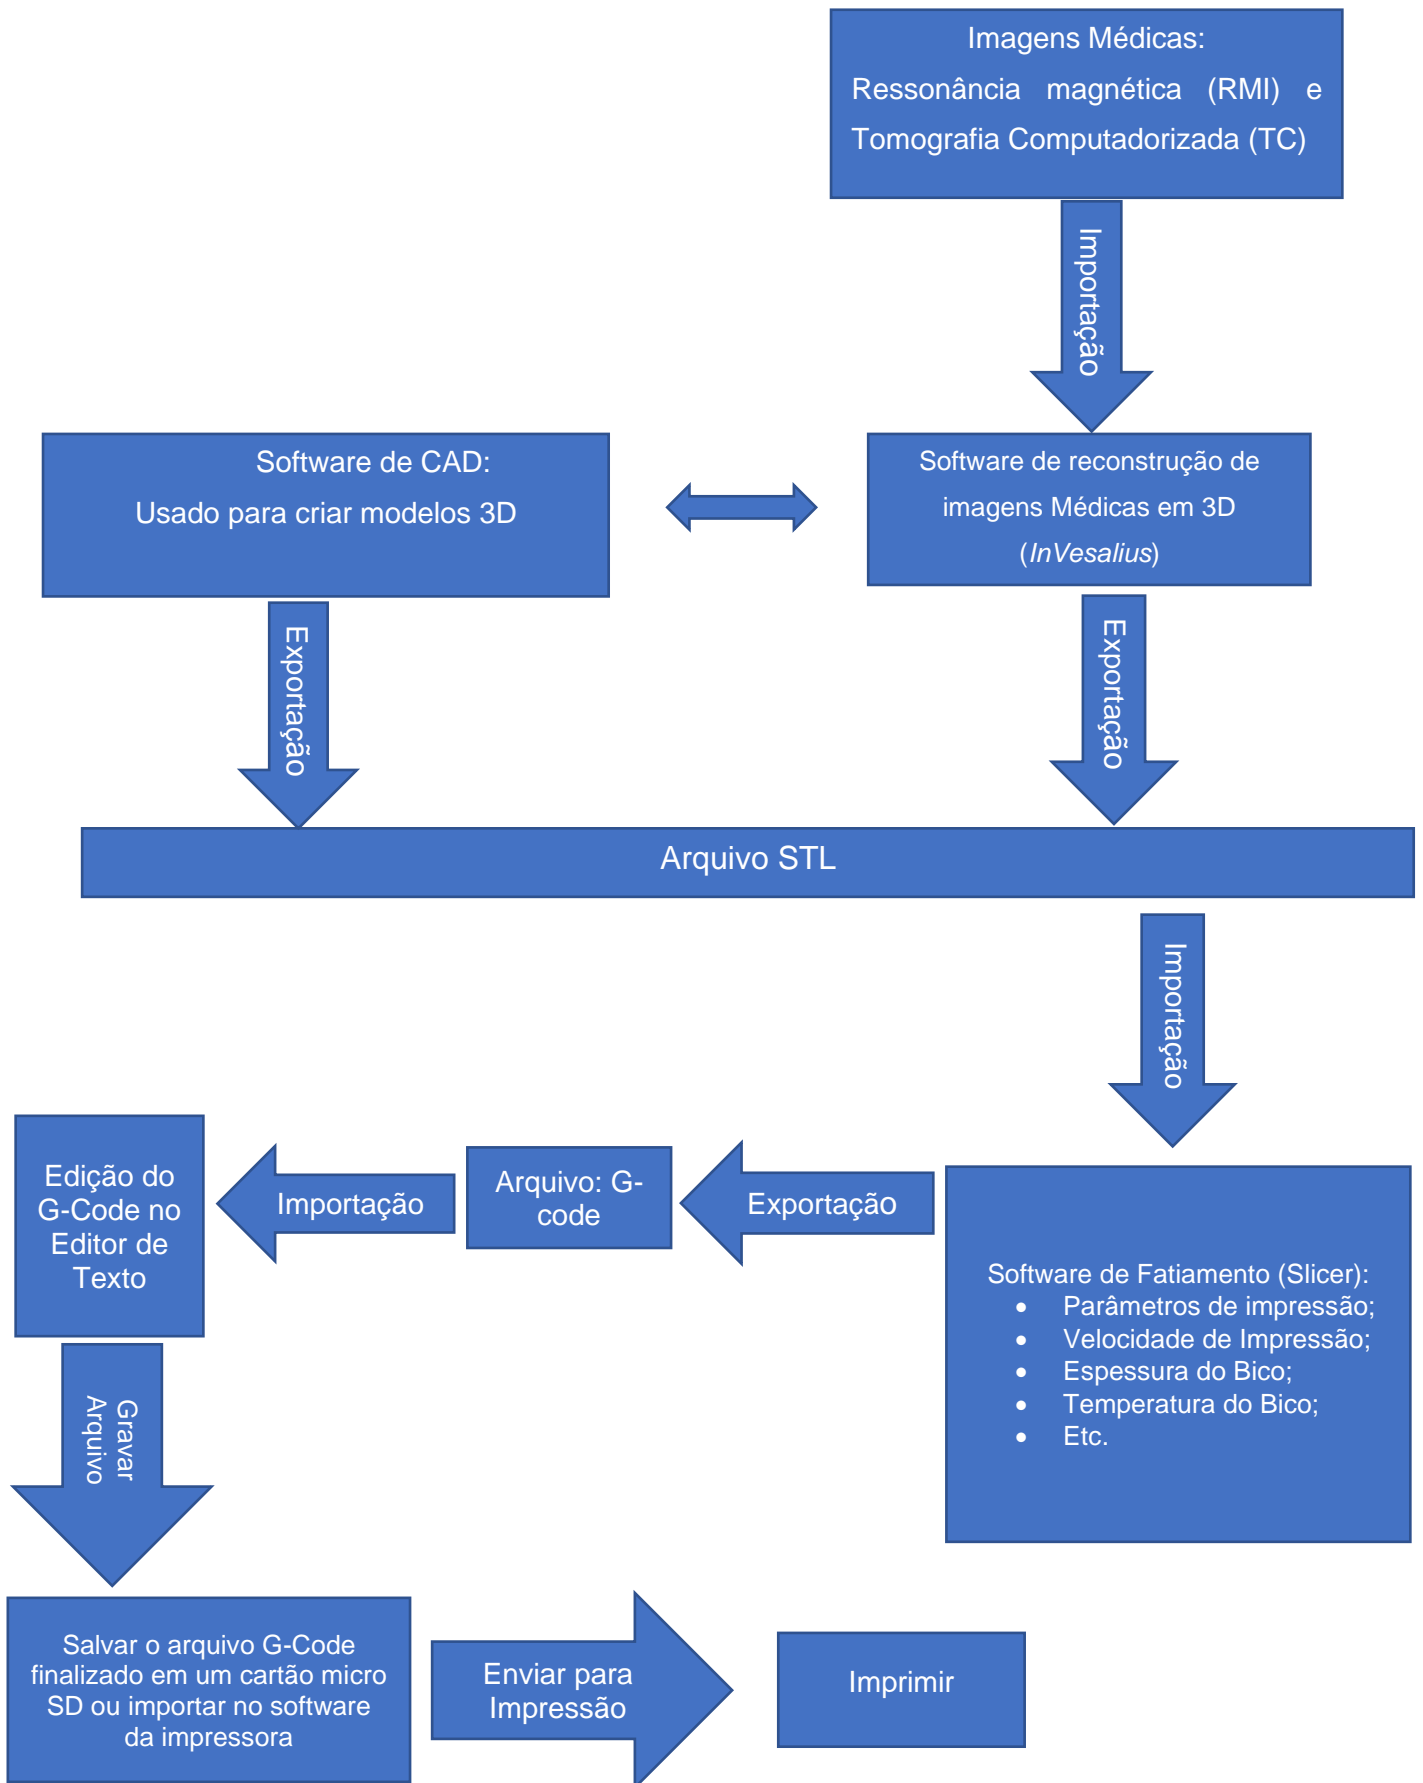 Imagens Médicas:
Ressonância magnética (RMI) e
Tomografia Computadorizada (TC)
Importação
Software de CAD:
Usado para criar modelos 3D
Software de reconstrução de
imagens Médicas em 3D
(InVesalius)
Exportação
Exportação
Arquivo STL
Importação
Software de Fatiamento (Slicer):
• Parâmetros de impressão;
• Velocidade de Impressão;
• Espessura do Bico;
• Temperatura do Bico;
• Etc.
Exportação
Arquivo: G-
code
Importação
Edição do
G-Code no
Editor de
Texto
Gravar
Arquivo
Salvar o arquivo G-Code
finalizado em um cartão micro
SD ou importar no software
da impressora
Enviar para
Impressão
Imprimir